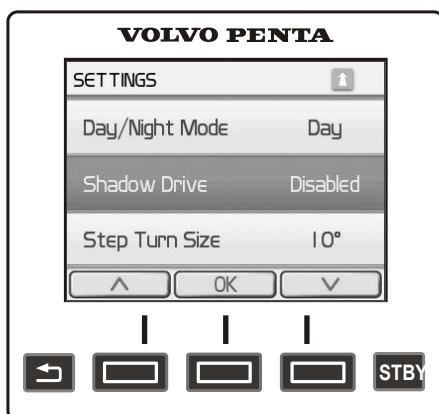 VOLVO PENTA
SETTINGS
Day/Night Mode Day
Shadow Drive Disabled
Step Turn Size 10°
OK
STBY